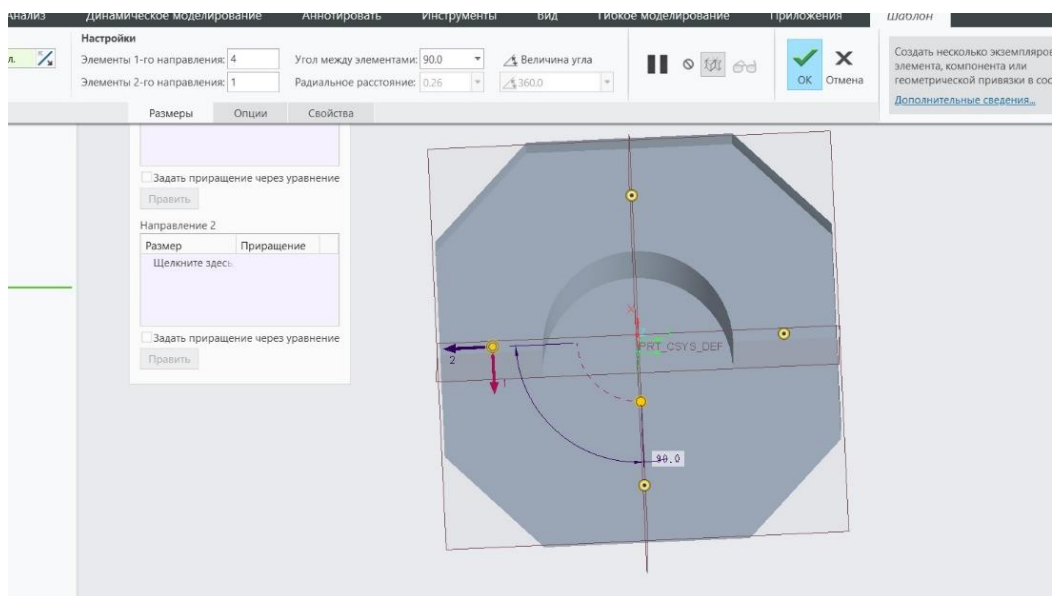 Анализ Динамическое моделирование Аннотировать Инструменты Вид Гибкое моделирование Приложения Шаблон
Настройки
л. Элементы 1-го направления: 4 Угол между элементами: 90.0 Величина угла
Элементы 2-го направления: 1 Радиальное расстояние: 0.26 360.0
OK Отмена
Создать несколько экземпляров
элемента, компонента или
геометрической привязки в сос
Дополнительные сведения...
Размеры Опции Свойства
Задать приращение через уравнение
Править
Направление 2
Размер Приращение
Щелкните здесь
Задать приращение через уравнение
Править
X
PRT_CSYS_DEF
2
1
90.0